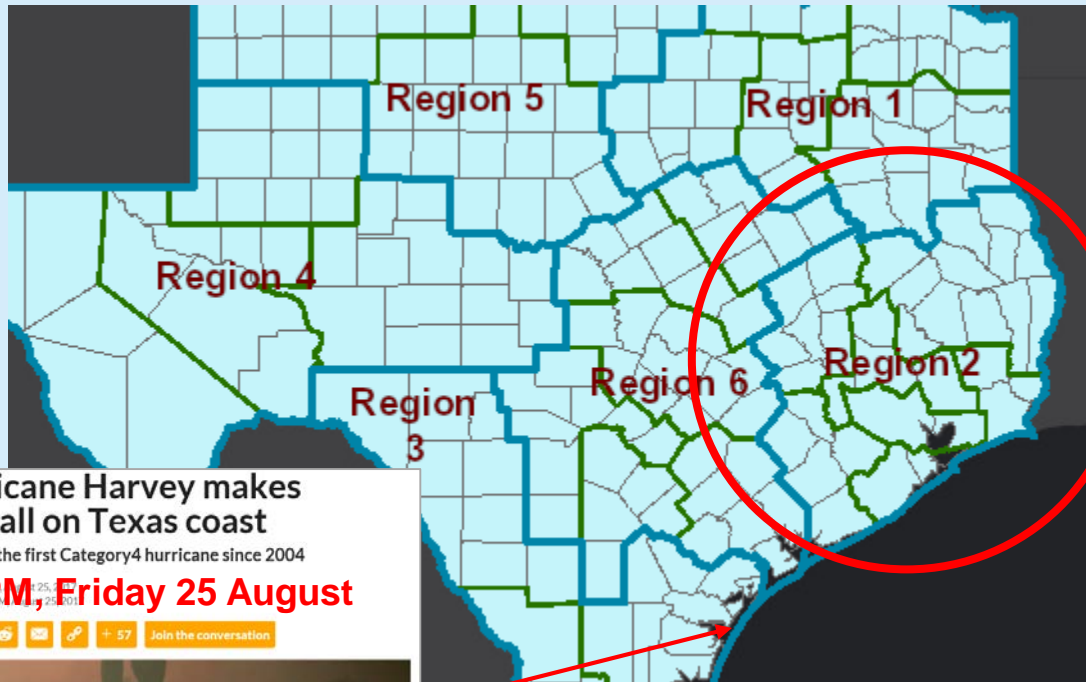 Region 5
Region 1
Region 4
Region 2
Region 6
Region
3
icane Harvey makes
all on Texas coast
the first Category4 hurricane since 2004
M, Friday 25 August
+ 57
Join the conversation